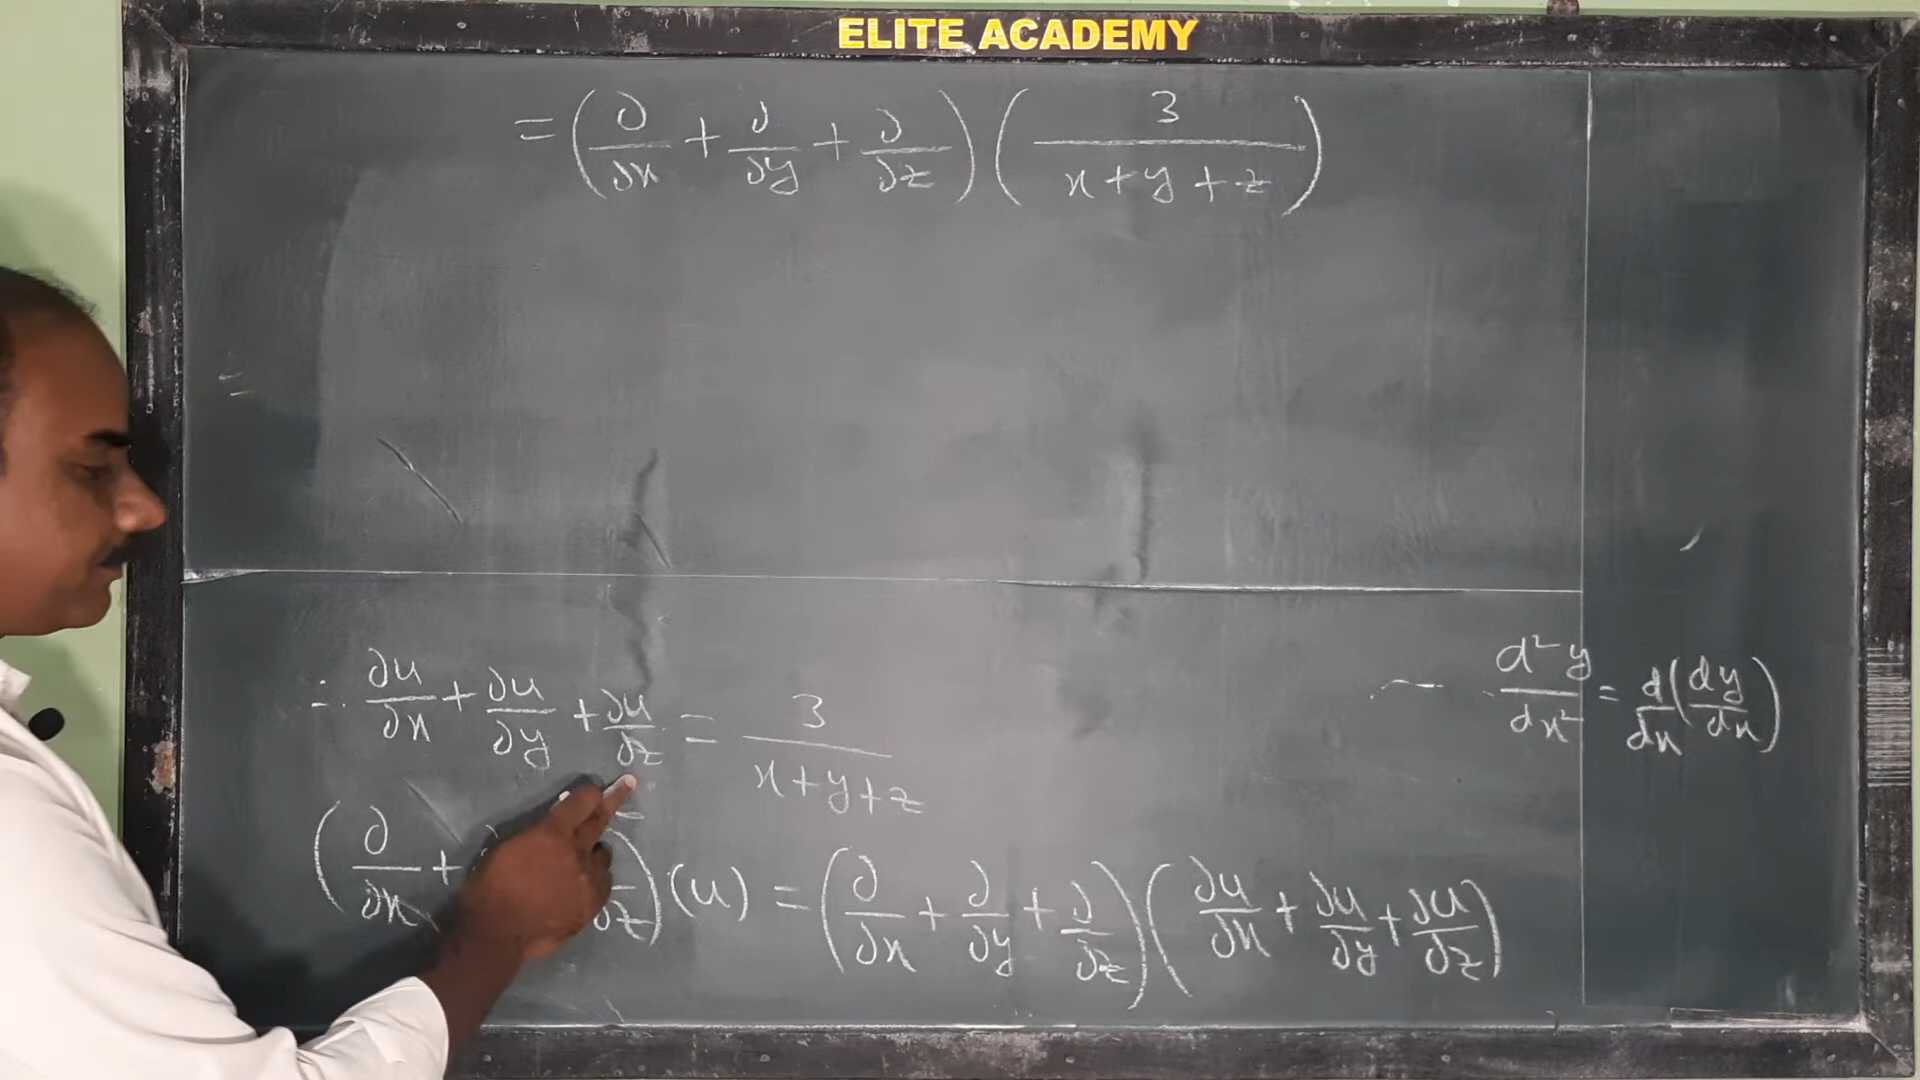 ELITE ACADEMY
= (∂/∂x + ∂/∂y + ∂/∂z) (3/(x+y+z))
=
∴ ∂u/∂x + ∂u/∂y + ∂u/∂z = 3/(x+y+z)
d²y/dx² = d/dx (dy/dx)
(∂/∂x + ∂z) (u) = (∂/∂x + ∂/∂y + ∂/∂z) (∂u/∂x + ∂u/∂y + ∂u/∂z)